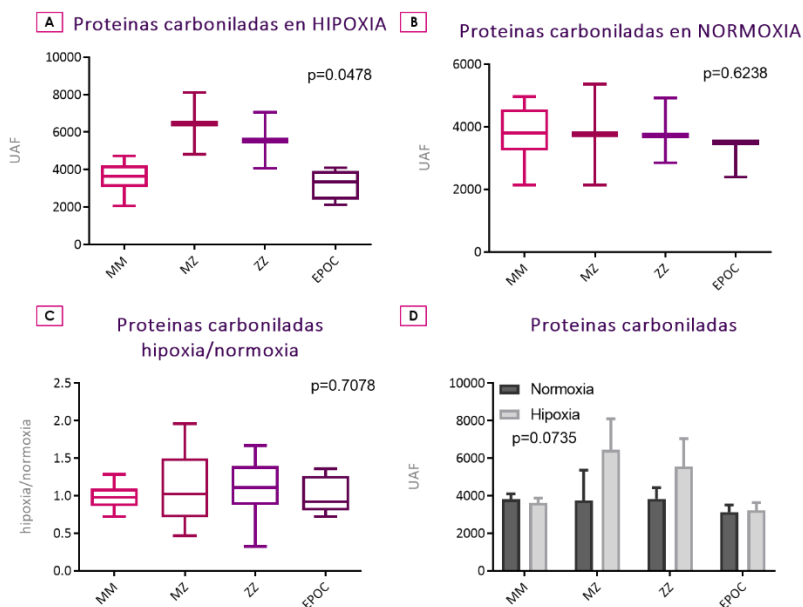 A
Proteinas carboniladas en HIPOXIA
p=0.0478
UAF
10000
8000
6000
4000
2000
0
MM
MZ
ZZ
EPOC
B
Proteinas carboniladas en NORMOXIA
p=0.6238
UAF
6000
4000
2000
0
MM
MZ
ZZ
EPOC
C
Proteinas carboniladas
hipoxia/normoxia
p=0.7078
hipoxia/normoxia
2.5
2.0
1.5
1.0
0.5
0.0
MM
MZ
ZZ
EPOC
D
Proteinas carboniladas
Normoxia
Hipoxia
p=0.0735
UAF
10000
8000
6000
4000
2000
0
MM
MZ
ZZ
EPOC